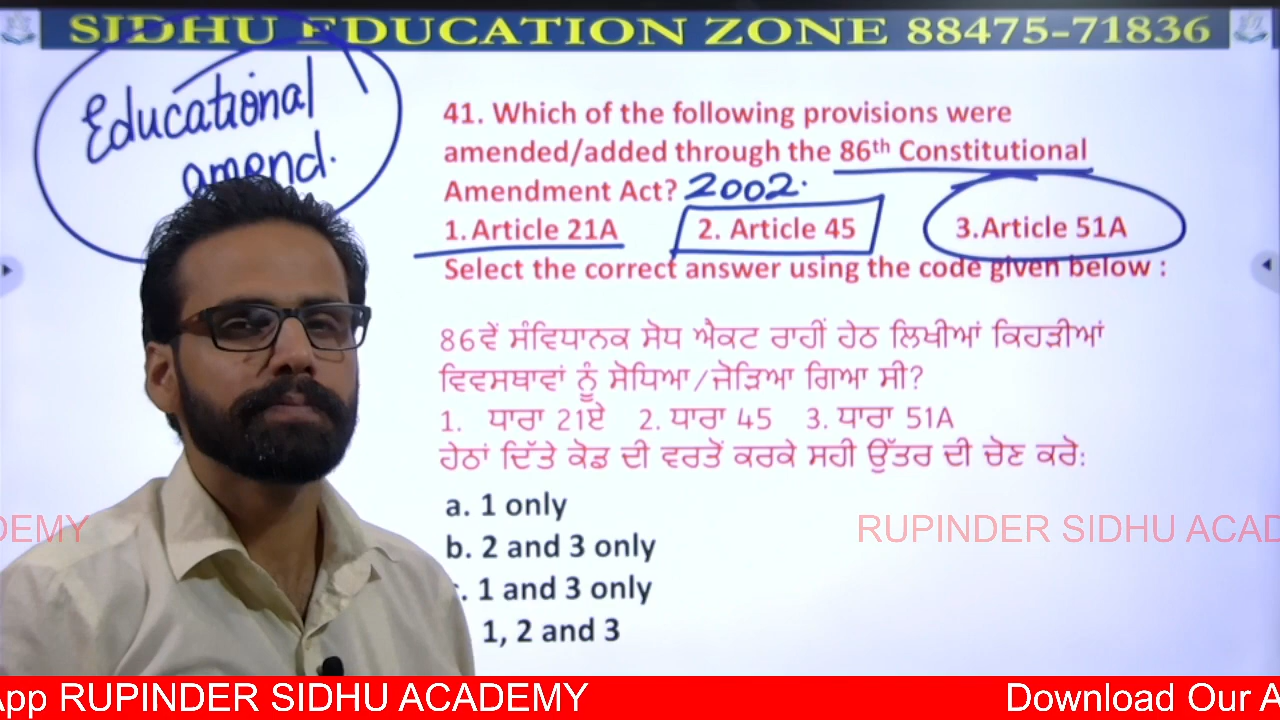 SIDHU EDUCATION ZONE 88475-71836
Educational
amend.
41. Which of the following provisions were
amended/added through the 86th Constitutional
Amendment Act? 2002.
1. Article 21A 2. Article 45 3.Article 51A
Select the correct answer using the code given below :
86ਵੇਂ ਸੰਵਿਧਾਨਕ ਸੋਧ ਐਕਟ ਰਾਹੀਂ ਹੇਠ ਲਿਖੀਆਂ ਕਿਹੜੀਆਂ
ਵਿਵਸਥਾਵਾਂ ਨੂੰ ਸੋਧਿਆ/ਜੋੜਿਆ ਗਿਆ ਸੀ?
1. ਧਾਰਾ 21ਏ 2. ਧਾਰਾ 45 3. ਧਾਰਾ 51A
ਹੇਠਾਂ ਦਿੱਤੇ ਕੋਡ ਦੀ ਵਰਤੋਂ ਕਰਕੇ ਸਹੀ ਉੱਤਰ ਦੀ ਚੋਣ ਕਰੋ:
a. 1 only
DEMY RUPINDER SIDHU ACAD
b. 2 and 3 only
. 1 and 3 only
1, 2 and 3
App RUPINDER SIDHU ACADEMY Download Our A